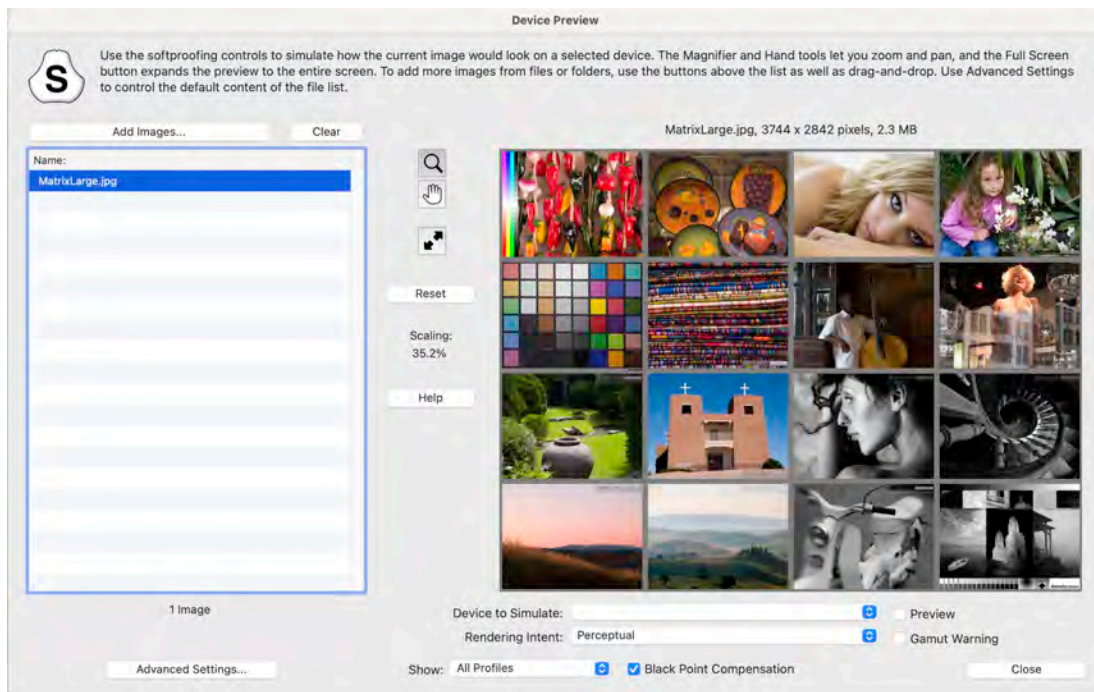 Device Preview
S
Use the softproofing controls to simulate how the current image would look on a selected device. The Magnifier and Hand tools let you zoom and pan, and the Full Screen
button expands the preview to the entire screen. To add more images from files or folders, use the buttons above the list as well as drag-and-drop. Use Advanced Settings
to control the default content of the file list.
Add Images... Clear
MatrixLarge.jpg, 3744 x 2842 pixels, 2.3 MB
Name:
MatrixLarge.jpg
Reset
Scaling:
35.2%
Help
1 Image
Device to Simulate:
Preview
Rendering Intent: Perceptual
Gamut Warning
Advanced Settings...
Show: All Profiles
Black Point Compensation
Close